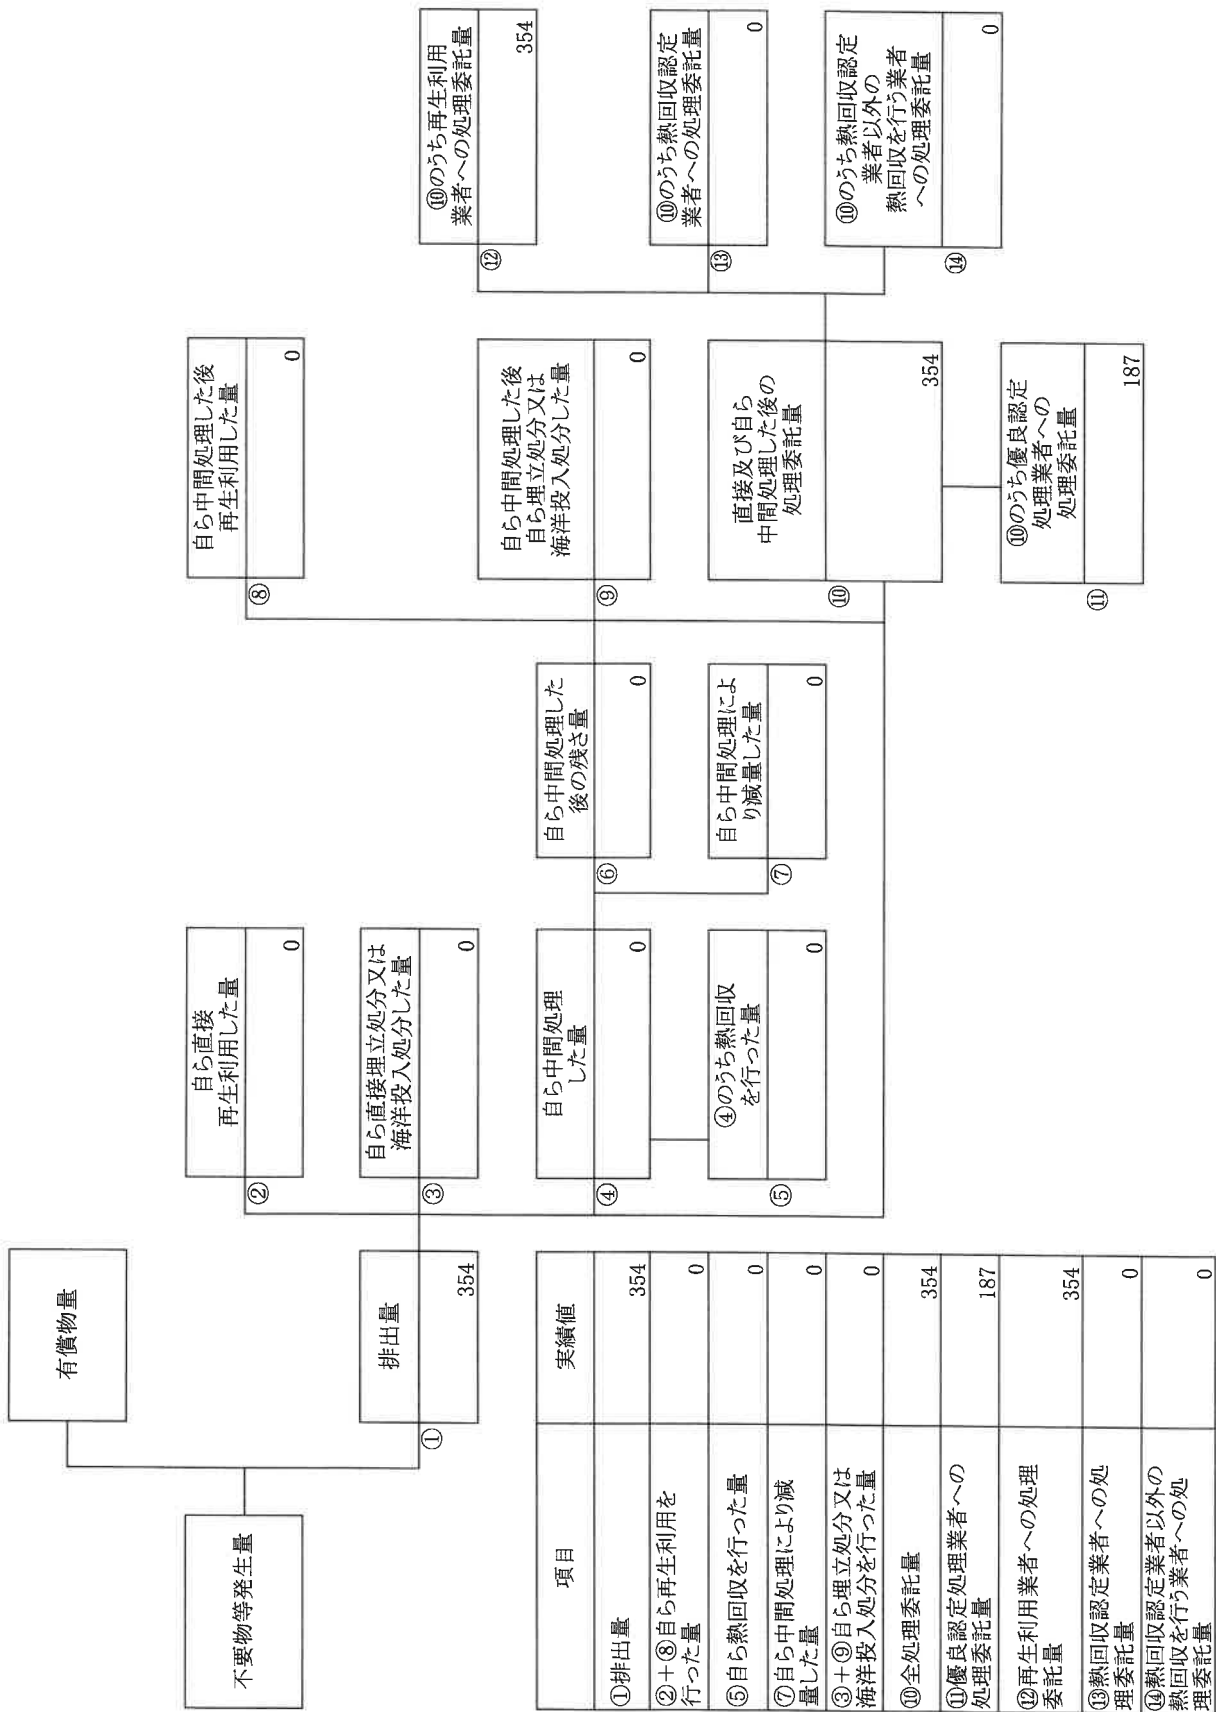 不要物等発生量
有償物量
排出量
①
354
自ら直接
再生利用した量
②
0
自ら直接埋立処分又は
海洋投入処分した量
③
0
自ら中間処理
した量
④
0
④のうち熱回収
を行った量
⑤
0
自ら中間処理した
後の残さ量
⑥
0
自ら中間処理によ
り減量した量
⑦
0
自ら中間処理した後
再生利用した量
⑧
0
自ら中間処理した後
自ら埋立処分又は
海洋投入処分した量
⑨
0
直接及び自ら
中間処理した後の
処理委託量
⑩
354
⑩のうち優良認定
処理業者への
処理委託量
⑪
187
⑩のうち再生利用
業者への処理委託量
⑫
354
⑩のうち熱回収認定
業者への処理委託量
⑬
0
⑩のうち熱回収認定
業者以外の
熱回収を行う業者
への処理委託量
⑭
0
項目 実績値
①排出量 354
②+⑧自ら再生利用を
行った量 0
⑤自ら熱回収を行った量 0
⑦自ら中間処理により減
量した量 0
③+⑨自ら埋立処分又は
海洋投入処分を行った量 0
⑩全処理委託量 354
⑪優良認定処理業者への
処理委託量 187
⑫再生利用業者への処理
委託量 354
⑬熱回収認定業者への処
理委託量 0
⑭熱回収認定業者以外の
熱回収を行う業者への処
理委託量 0